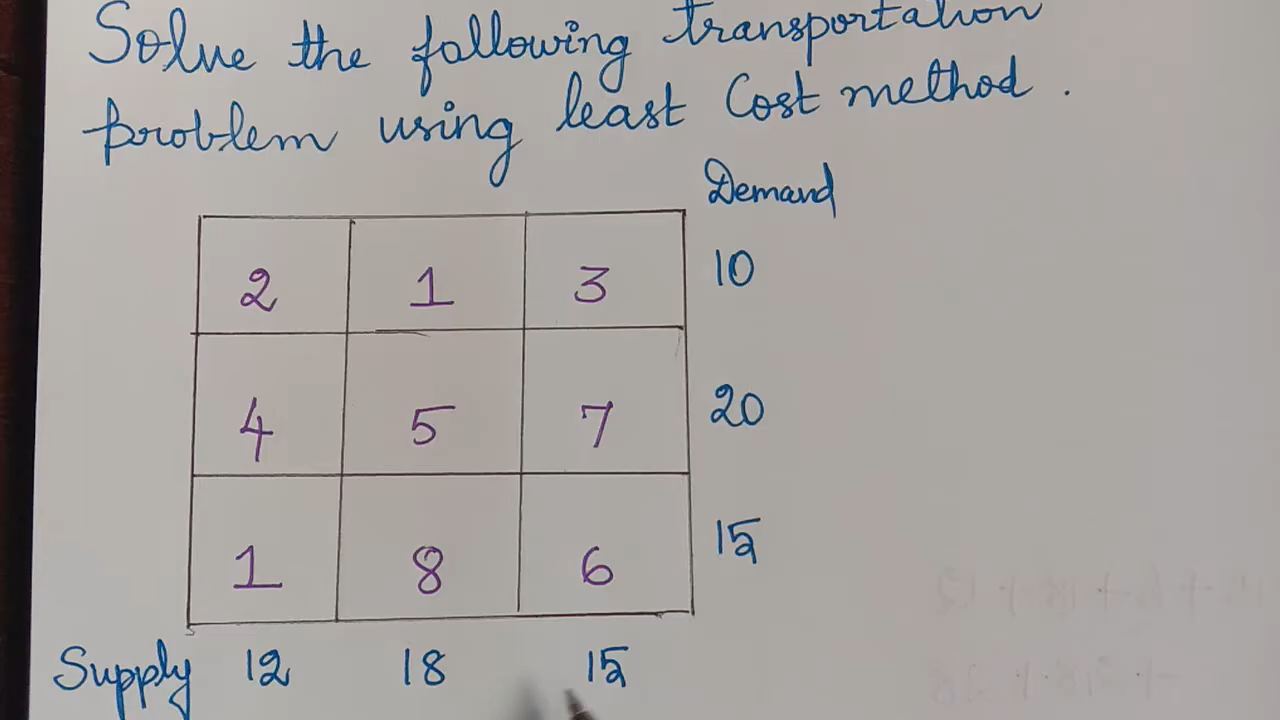 Solve the following transportation
problem using least Cost method .
Demand
2 1 3 10
4 5 7 20
1 8 6 15
Supply 12 18 15